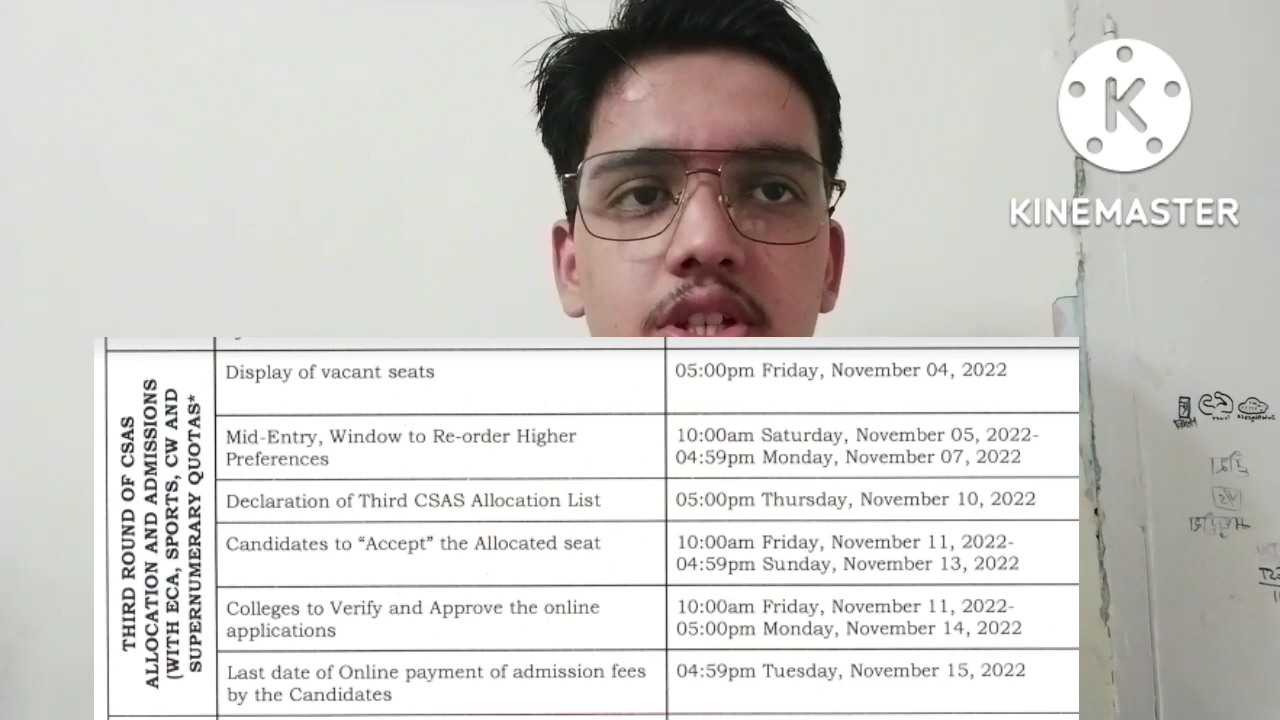 K
KINEMASTER
THIRD ROUND OF CSAS
ALLOCATION AND ADMISSIONS
(WITH ECA, SPORTS, CW AND
SUPERNUMERARY QUOTAS*
Display of vacant seats
05:00pm Friday, November 04, 2022
Mid-Entry, Window to Re-order Higher
Preferences
10:00am Saturday, November 05, 2022-
04:59pm Monday, November 07, 2022
Declaration of Third CSAS Allocation List
05:00pm Thursday, November 10, 2022
Candidates to “Accept” the Allocated seat
10:00am Friday, November 11, 2022-
04:59pm Sunday, November 13, 2022
Colleges to Verify and Approve the online
applications
10:00am Friday, November 11, 2022-
05:00pm Monday, November 14, 2022
Last date of Online payment of admission fees
by the Candidates
04:59pm Tuesday, November 15, 2022